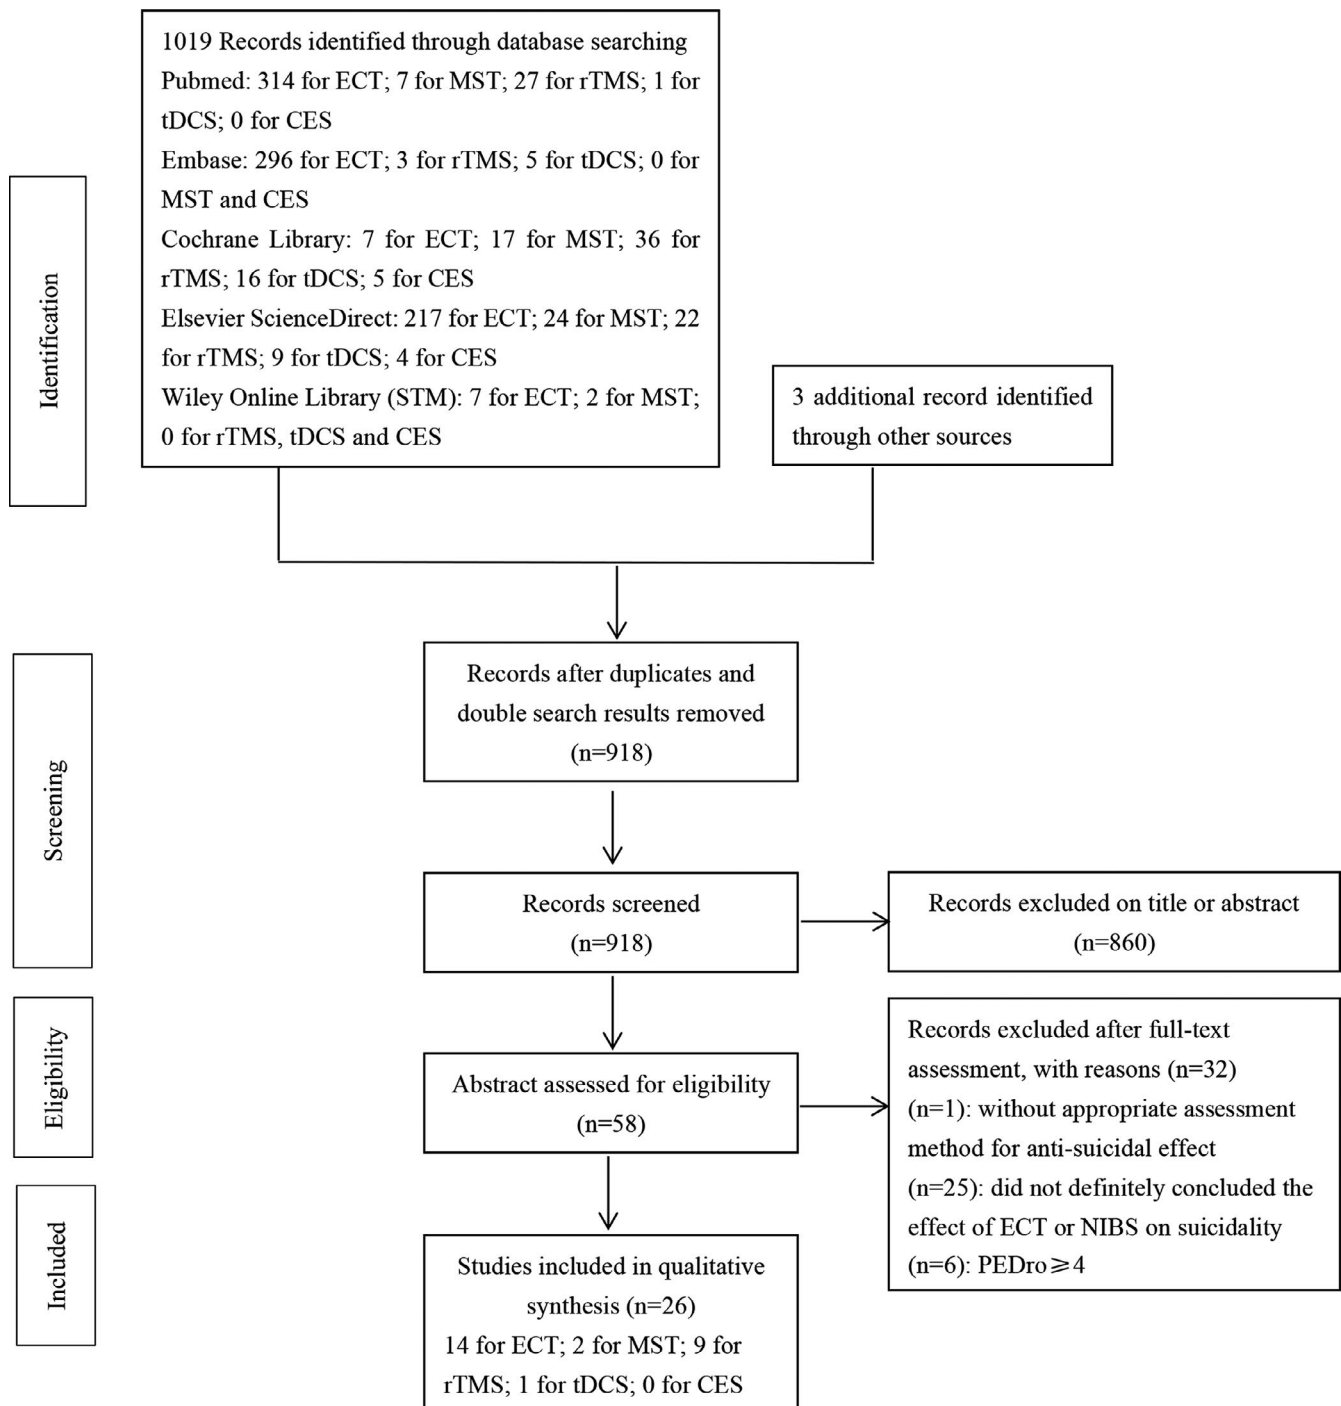 Identification
1019 Records identified through database searching
Pubmed: 314 for ECT; 7 for MST; 27 for rTMS; 1 for
tDCS; 0 for CES
Embase: 296 for ECT; 3 for rTMS; 5 for tDCS; 0 for
MST and CES
Cochrane Library: 7 for ECT; 17 for MST; 36 for
rTMS; 16 for tDCS; 5 for CES
Elsevier ScienceDirect: 217 for ECT; 24 for MST; 22
for rTMS; 9 for tDCS; 4 for CES
Wiley Online Library (STM): 7 for ECT; 2 for MST;
0 for rTMS, tDCS and CES
3 additional record identified
through other sources
Screening
Records after duplicates and
double search results removed
(n=918)
Records screened
(n=918)
Records excluded on title or abstract
(n=860)
Eligibility
Abstract assessed for eligibility
(n=58)
Records excluded after full-text
assessment, with reasons (n=32)
(n=1): without appropriate assessment
method for anti-suicidal effect
(n=25): did not definitely concluded the
effect of ECT or NIBS on suicidality
(n=6): PEDro⩾4
Included
Studies included in qualitative
synthesis (n=26)
14 for ECT; 2 for MST; 9 for
rTMS; 1 for tDCS; 0 for CES